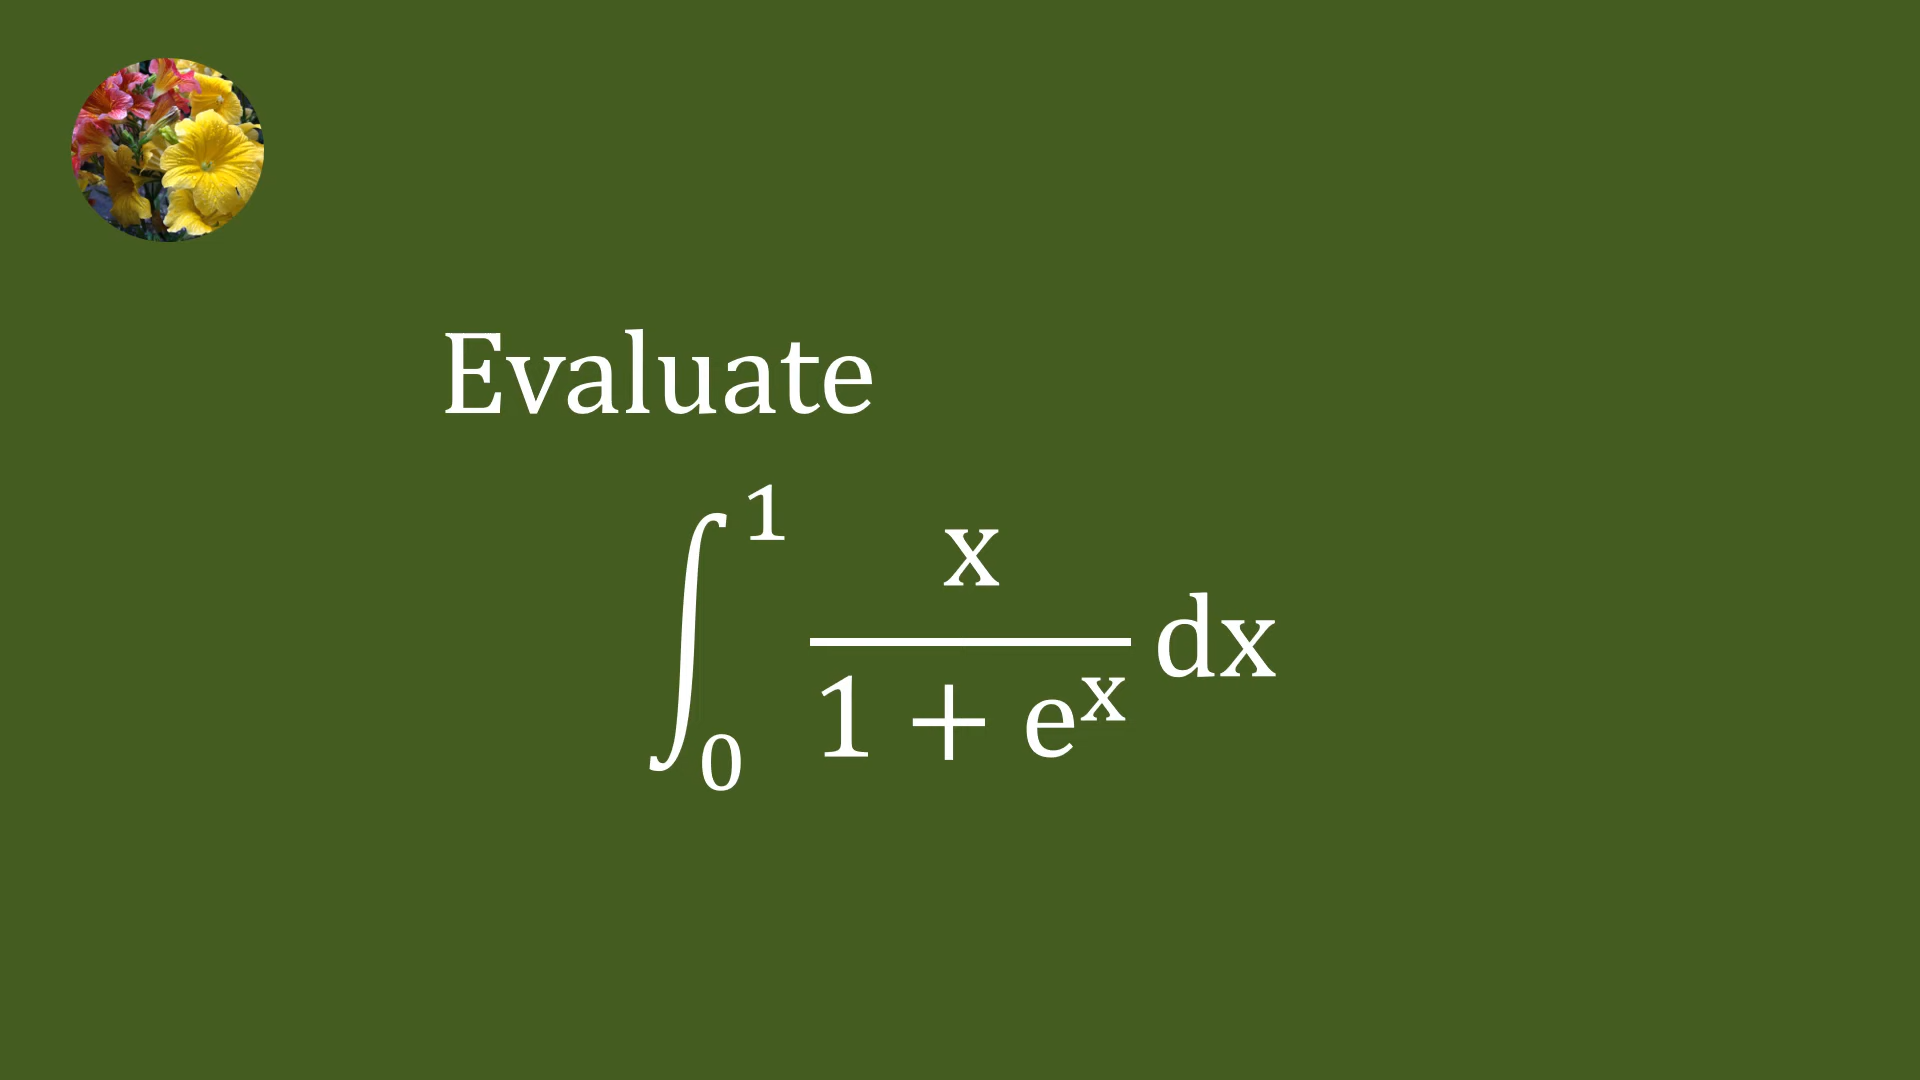 Evaluate
∫₀¹ x/(1 + eˣ) dx